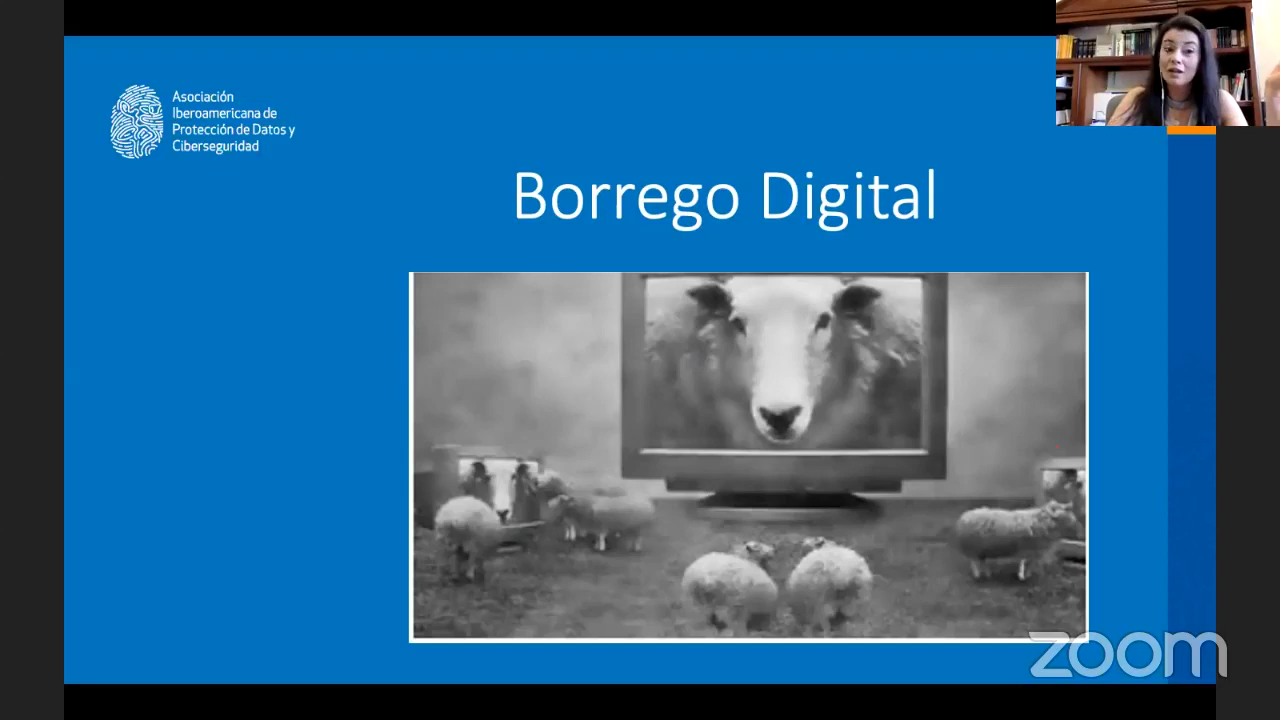 Asociación
Iberoamericana de
Protección de Datos y
Ciberseguridad
Borrego Digital
zoom